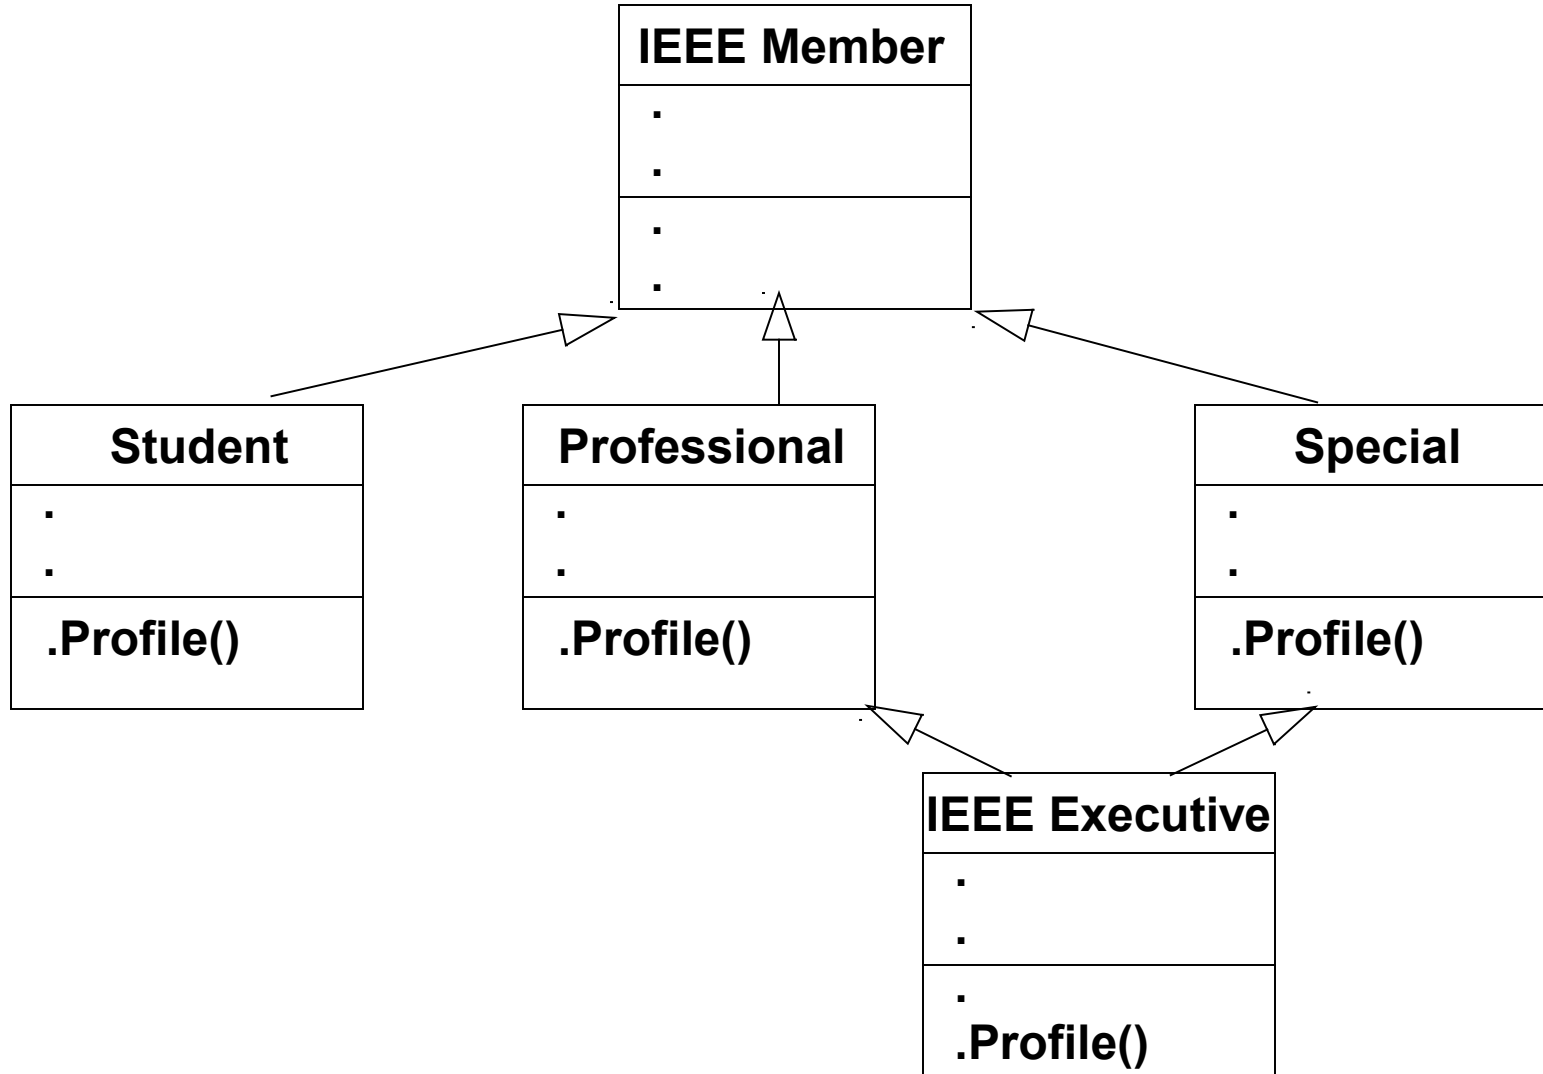 IEEE Member
.
.
.
.
Student
.
.
.Profile()
Professional
.
.
.Profile()
Special
.
.
.Profile()
IEEE Executive
.
.
.
.Profile()